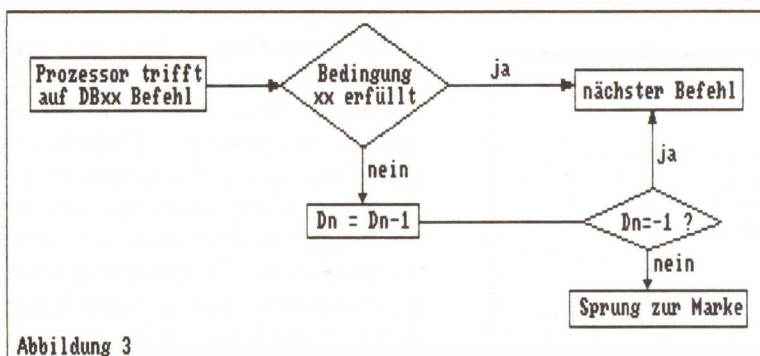 Prozessor trifft
auf DBxx Befehl
Bedingung
xx erfüllt
ja
nächster Befehl
nein
ja
Dn = Dn-1
Dn=-1 ?
nein
Sprung zur Marke
Abbildung 3